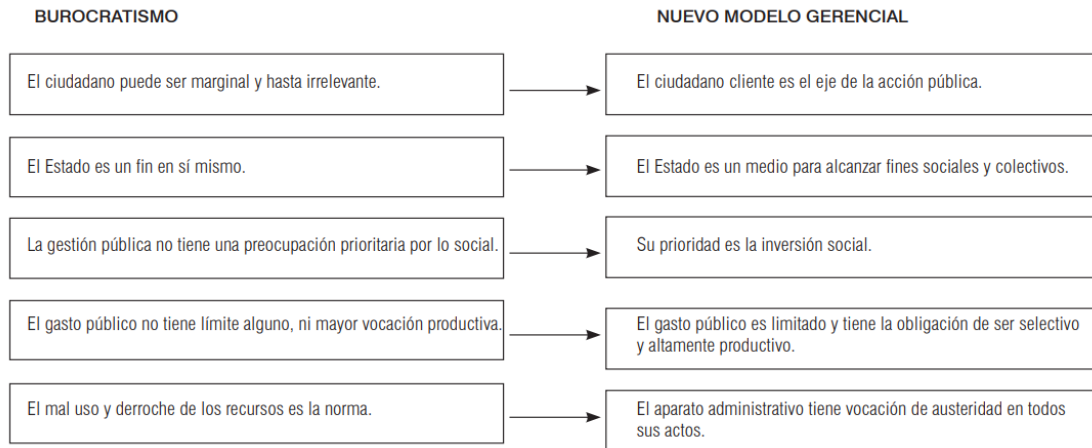 BUROCRATISMO
NUEVO MODELO GERENCIAL
El ciudadano puede ser marginal y hasta irrelevante.
El ciudadano cliente es el eje de la acción pública.
El Estado es un fin en sí mismo.
El Estado es un medio para alcanzar fines sociales y colectivos.
La gestión pública no tiene una preocupación prioritaria por lo social.
Su prioridad es la inversión social.
El gasto público no tiene límite alguno, ni mayor vocación productiva.
El gasto público es limitado y tiene la obligación de ser selectivo
y altamente productivo.
El mal uso y derroche de los recursos es la norma.
El aparato administrativo tiene vocación de austeridad en todos
sus actos.